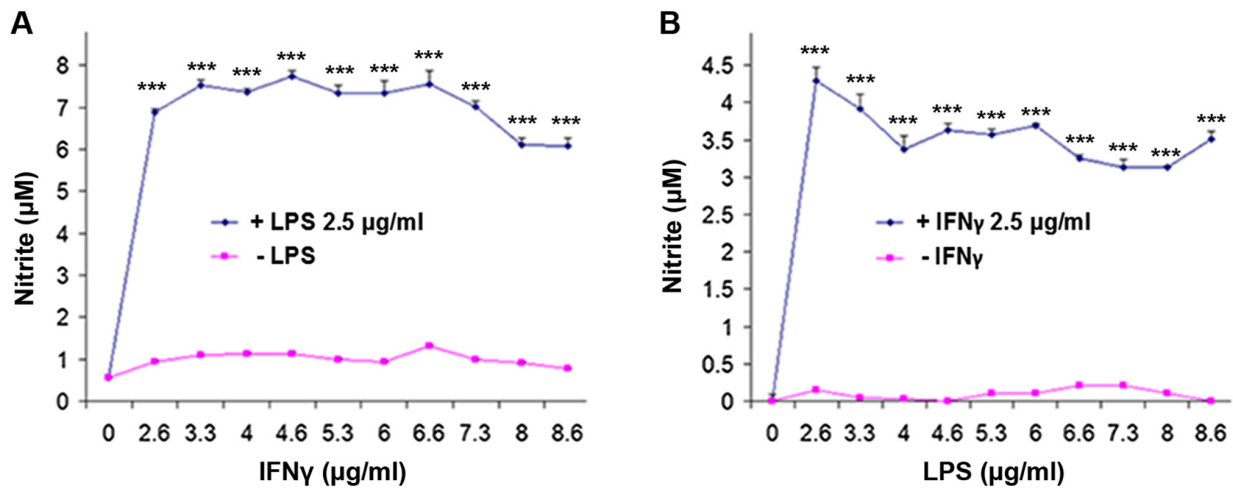 A
Nitrite (µM)
8
7
6
5
4
3
2
1
0
*** *** *** *** *** *** *** *** *** ***
+ LPS 2.5 µg/ml
- LPS
0 2.6 3.3 4 4.6 5.3 6 6.6 7.3 8 8.6
IFNγ (µg/ml)
B
Nitrite (µM)
4.5
4
3.5
3
2.5
2
1.5
1
0.5
0
*** *** *** *** *** *** *** *** *** ***
+ IFNγ 2.5 µg/ml
- IFNγ
0 2.6 3.3 4 4.6 5.3 6 6.6 7.3 8 8.6
LPS (µg/ml)